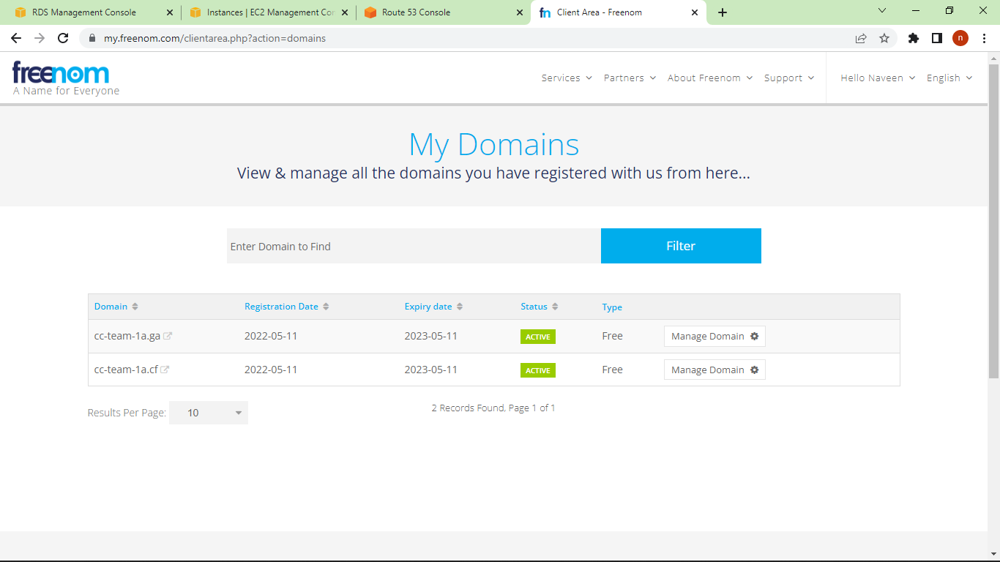 RDS Management Console
Instances | EC2 Management Cor
Route 53 Console
Client Area - Freenom
my.freenom.com/clientarea.php?action=domains
n
freenom
A Name for Everyone
Services
Partners
About Freenom
Support
Hello Naveen
English
My Domains
View & manage all the domains you have registered with us from here...
Enter Domain to Find
Filter
Domain Registration Date Expiry date Status Type
cc-team-1a.ga 2022-05-11 2023-05-11 ACTIVE Free Manage Domain
cc-team-1a.cf 2022-05-11 2023-05-11 ACTIVE Free Manage Domain
Results Per Page: 10
2 Records Found, Page 1 of 1